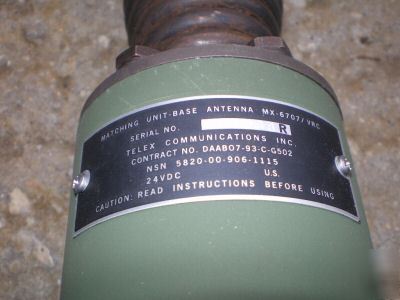 MATCHING UNIT-BASE ANTENNA MX-6707/VRC
SERIAL NO. R
TELEX COMMUNICATIONS INC.
CONTRACT NO. DAAB07-93-C-G502
NSN 5820-00-906-1115
24VDC U.S.
CAUTION: READ INSTRUCTIONS BEFORE USING